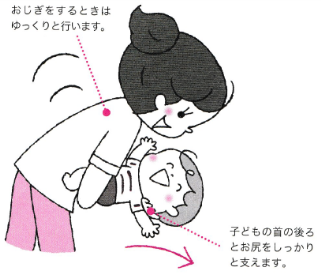 おじぎをするときは
ゆっくりと行います。
子どもの首の後ろ
とお尻をしっかり
と支えます。